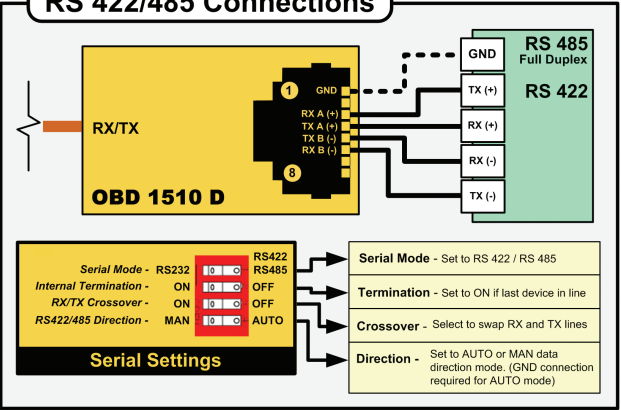 RS 422/485 Connections
RX/TX
OBD 1510 D
1
GND
RX A (+)
TX A (+)
TX B (-)
RX B (-)
8
GND
TX (+)
RX (+)
RX (-)
TX (-)
RS 485
Full Duplex
RS 422
RS422
Serial Mode - RS232 RS485
Internal Termination - ON OFF
RX/TX Crossover - ON OFF
RS422/485 Direction - MAN AUTO
Serial Settings
Serial Mode - Set to RS 422 / RS 485
Termination - Set to ON if last device in line
Crossover - Select to swap RX and TX lines
Direction - Set to AUTO or MAN data
direction mode. (GND connection
required for AUTO mode)